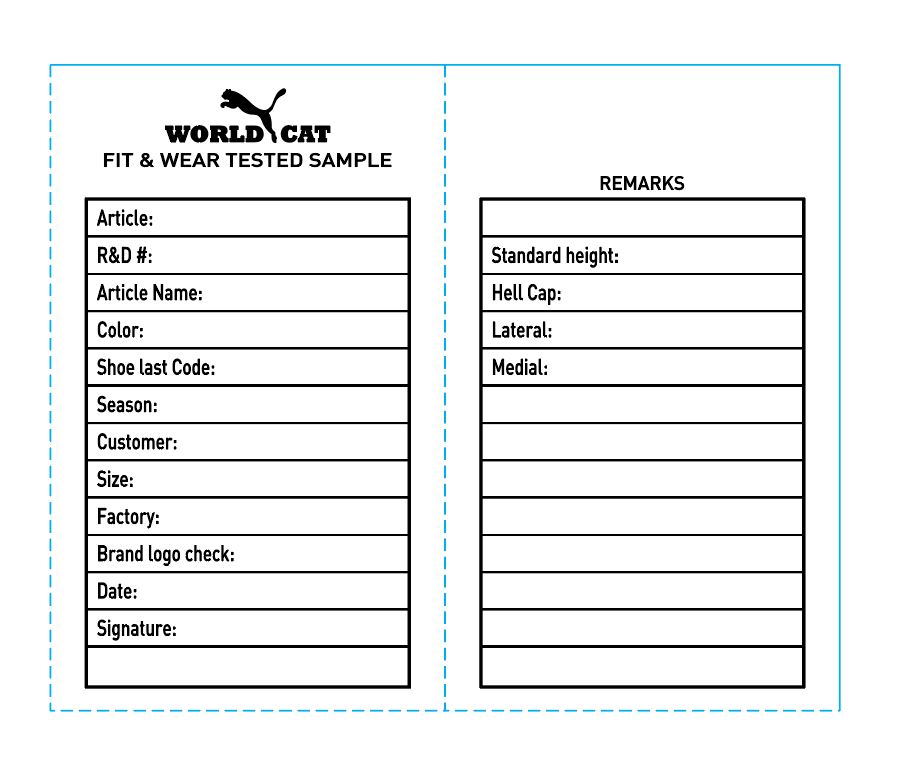 WORLD CAT
FIT & WEAR TESTED SAMPLE
Article:
R&D #:
Article Name:
Color:
Shoe last Code:
Season:
Customer:
Size:
Factory:
Brand logo check:
Date:
Signature:
REMARKS
Standard height:
Hell Cap:
Lateral:
Medial: